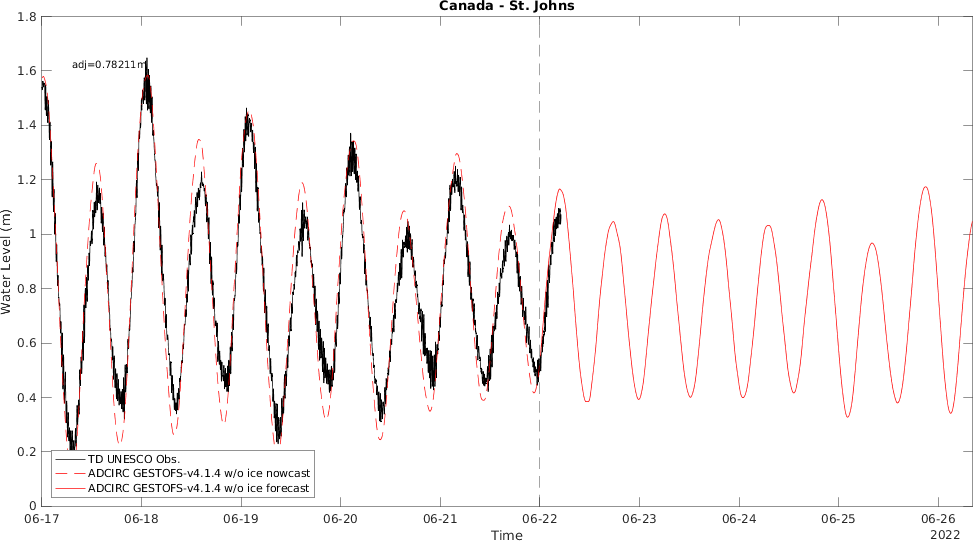 Canada - St. Johns
1.8
1.6
1.4
1.2
1
0.8
0.6
0.4
0.2
0
Water Level (m)
adj=0.78211m
TD UNESCO Obs.
ADCIRC GESTOFS-v4.1.4 w/o ice nowcast
ADCIRC GESTOFS-v4.1.4 w/o ice forecast
06-17 06-18 06-19 06-20 06-21 06-22 06-23 06-24 06-25 06-26
2022
Time